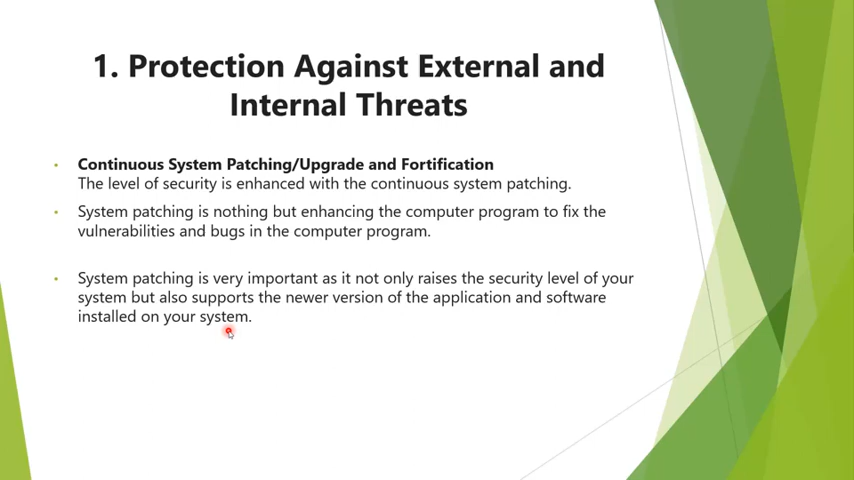 1. Protection Against External and
Internal Threats
• Continuous System Patching/Upgrade and Fortification
The level of security is enhanced with the continuous system patching.
• System patching is nothing but enhancing the computer program to fix the
vulnerabilities and bugs in the computer program.
• System patching is very important as it not only raises the security level of your
system but also supports the newer version of the application and software
installed on your system.